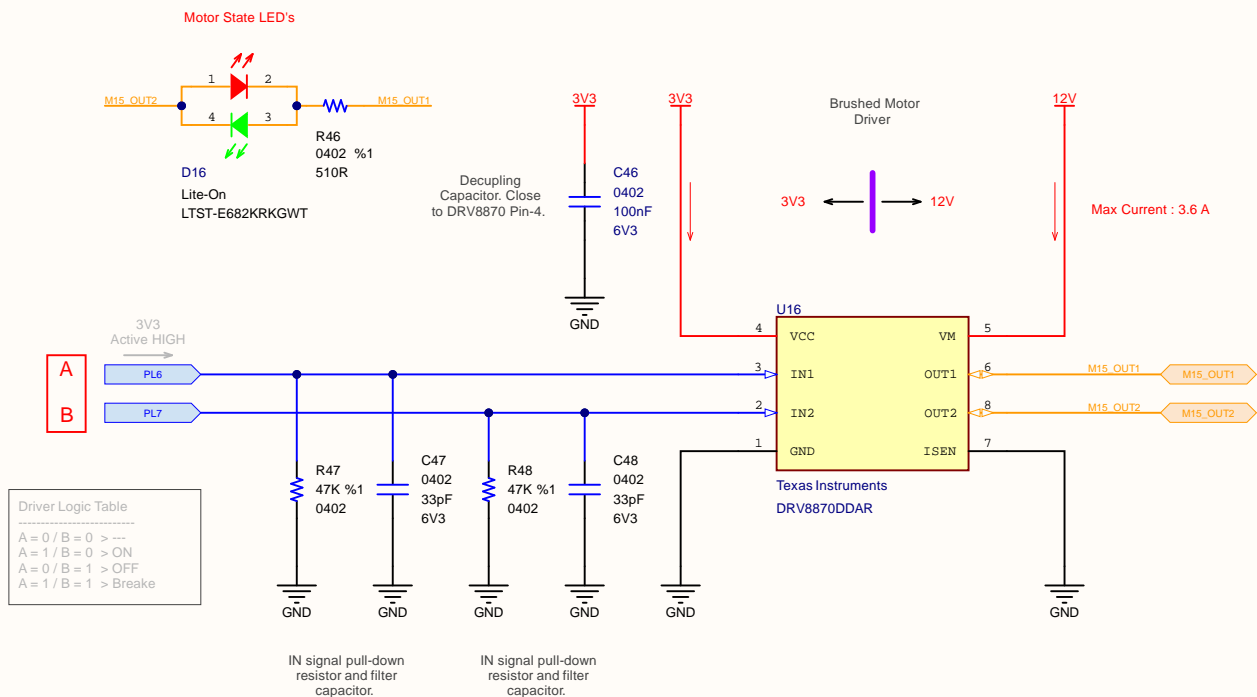 Motor State LED's
M15_OUT2
1
2
4
3
M15_OUT1
R46
0402 %1
510R
D16
Lite-On
LTST-E682KRKGWT
Decupling
Capacitor. Close
to DRV8870 Pin-4.
3V3
C46
0402
100nF
6V3
GND
3V3
Brushed Motor
Driver
3V3
12V
12V
Max Current : 3.6 A
U16
4
VCC
VM
5
3
IN1
OUT1
6
2
IN2
OUT2
8
1
GND
ISEN
7
Texas Instruments
DRV8870DDAR
M15_OUT1
M15_OUT1
M15_OUT2
M15_OUT2
3V3
Active HIGH
A
PL6
B
PL7
R47
47K %1
0402
C47
0402
33pF
6V3
R48
47K %1
0402
C48
0402
33pF
6V3
GND
GND
GND
GND
GND
GND
Driver Logic Table
--------------------------
A = 0 / B = 0 > ---
A = 1 / B = 0 > ON
A = 0 / B = 1 > OFF
A = 1 / B = 1 > Breake
IN signal pull-down
resistor and filter
capacitor.
IN signal pull-down
resistor and filter
capacitor.